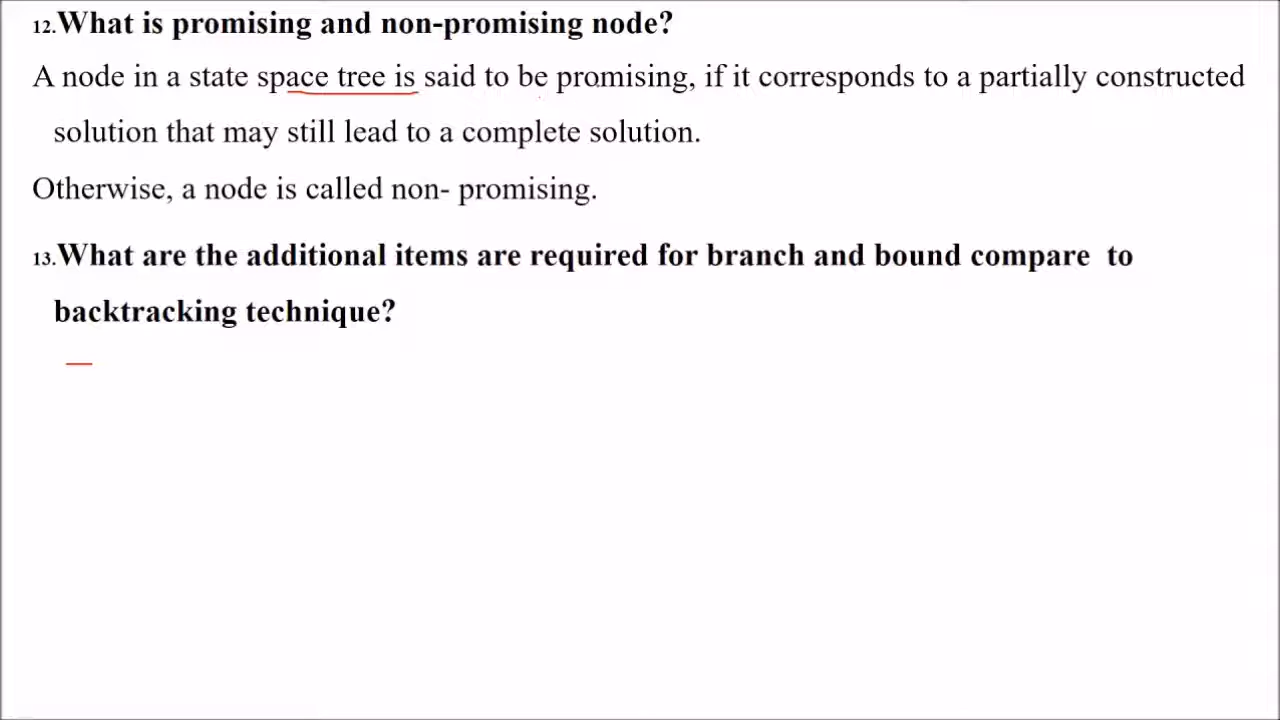 12.What is promising and non-promising node?
A node in a state space tree is said to be promising, if it corresponds to a partially constructed
solution that may still lead to a complete solution.
Otherwise, a node is called non- promising.
13.What are the additional items are required for branch and bound compare to
backtracking technique?